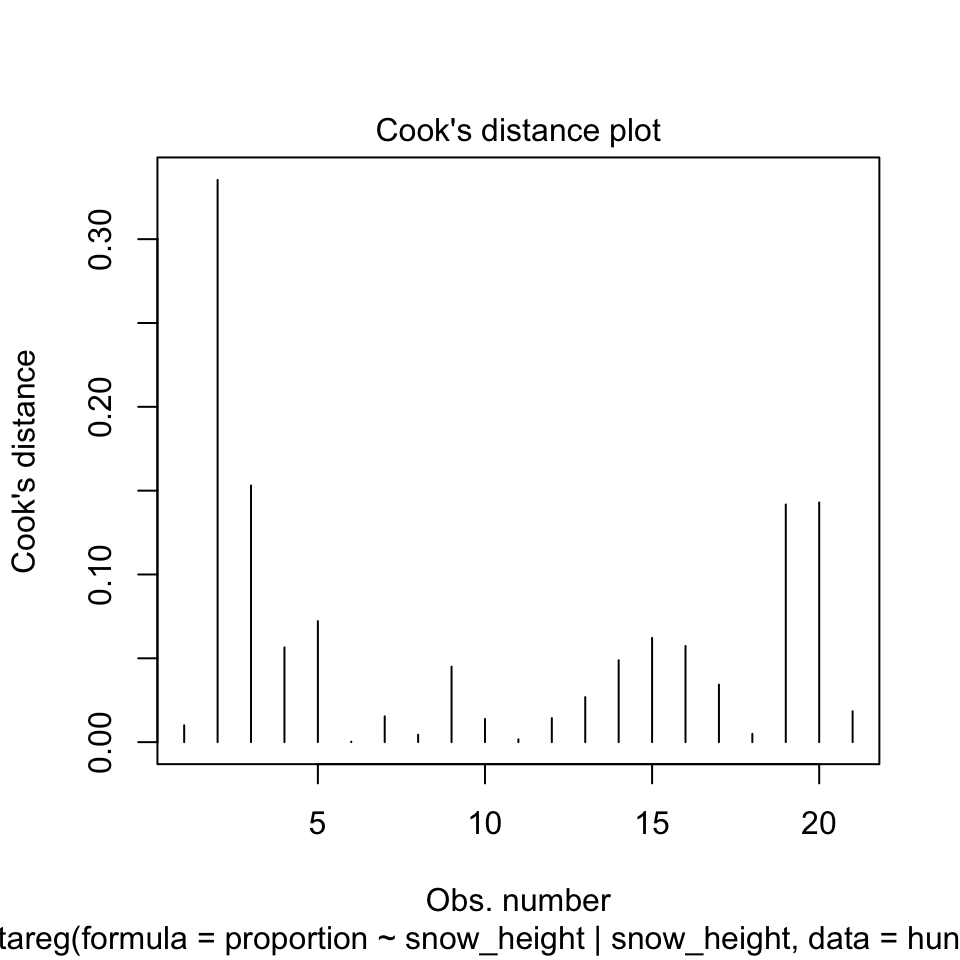 Cook's distance plot
Cook's distance
0.30
0.20
0.10
0.00
5 10 15 20
Obs. number
tareg(formula = proportion ~ snow_height | snow_height, data = hun